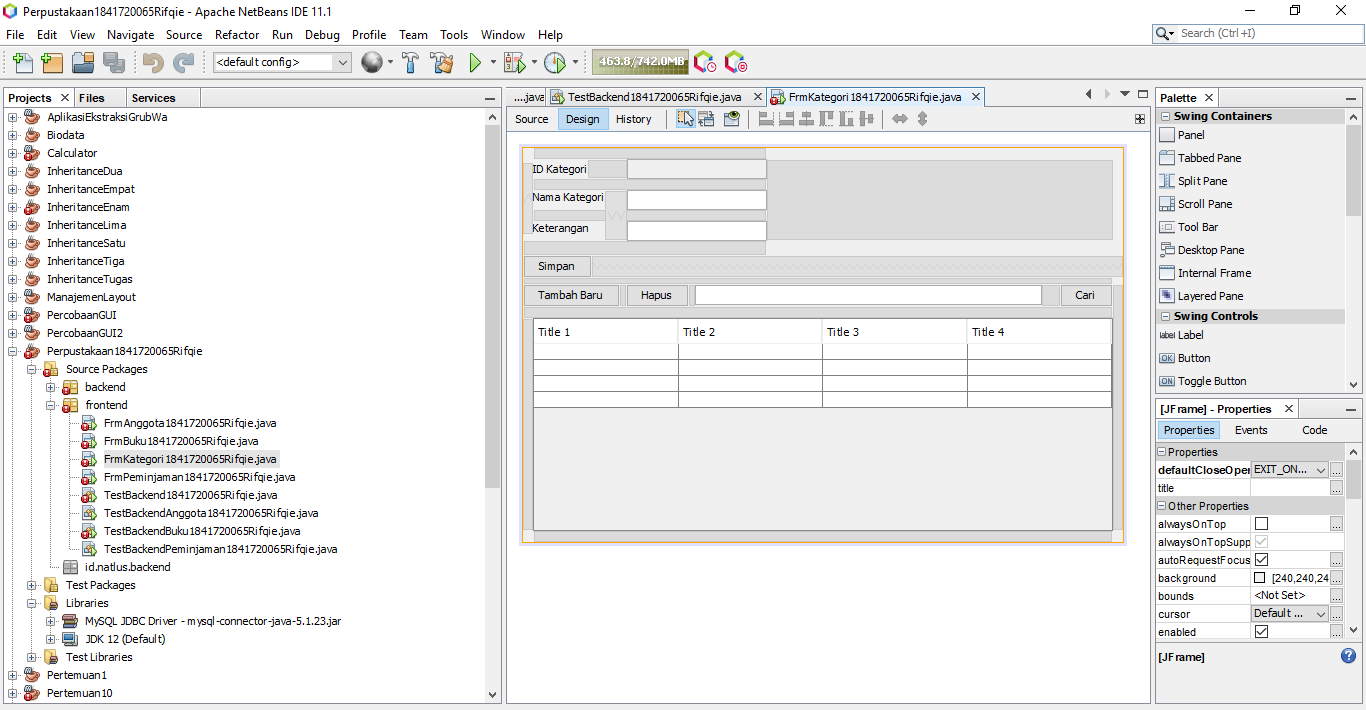 Perpustakaan1841720065Rifqie - Apache NetBeans IDE 11.1
File Edit View Navigate Source Refactor Run Debug Profile Team Tools Window Help
Search (Ctrl+I)
<default config>
463.8/742.0MB
Projects Files Services
AplikasiEkstraksiGrubWa
Biodata
Calculator
InheritanceDua
InheritanceEmpat
InheritanceEnam
InheritanceLima
InheritanceSatu
InheritanceTiga
InheritanceTugas
ManajemenLayout
PercobaanGUI
PercobaanGUI2
Perpustakaan1841720065Rifqie
Source Packages
backend
frontend
FrmAnggota1841720065Rifqie.java
FrmBuku1841720065Rifqie.java
FrmKategori1841720065Rifqie.java
FrmPeminjaman1841720065Rifqie.java
TestBackend1841720065Rifqie.java
TestBackendAnggota1841720065Rifqie.java
TestBackendBuku1841720065Rifqie.java
TestBackendPeminjaman1841720065Rifqie.java
id.natlus.backend
Test Packages
Libraries
MySQL JDBC Driver - mysql-connector-java-5.1.23.jar
JDK 12 (Default)
Test Libraries
Pertemuan1
Pertemuan10
....java TestBackend1841720065Rifqie.java FrmKategori1841720065Rifqie.java
Source Design History
ID Kategori
Nama Kategori
Keterangan
Simpan
Tambah Baru Hapus Cari
Title 1 Title 2 Title 3 Title 4
Palette
Swing Containers
Panel
Tabbed Pane
Split Pane
Scroll Pane
Tool Bar
Desktop Pane
Internal Frame
Layered Pane
Swing Controls
label Label
OK Button
ON Toggle Button
[JFrame] - Properties
Properties Events Code
Properties
defaultCloseOper EXIT_ON... ...
title ...
Other Properties
alwaysOnTop ...
alwaysOnTopSupp
autoRequestFocus ...
background [240,240,24 ...
bounds <Not Set> ...
cursor Default ... ...
enabled ...
[JFrame]